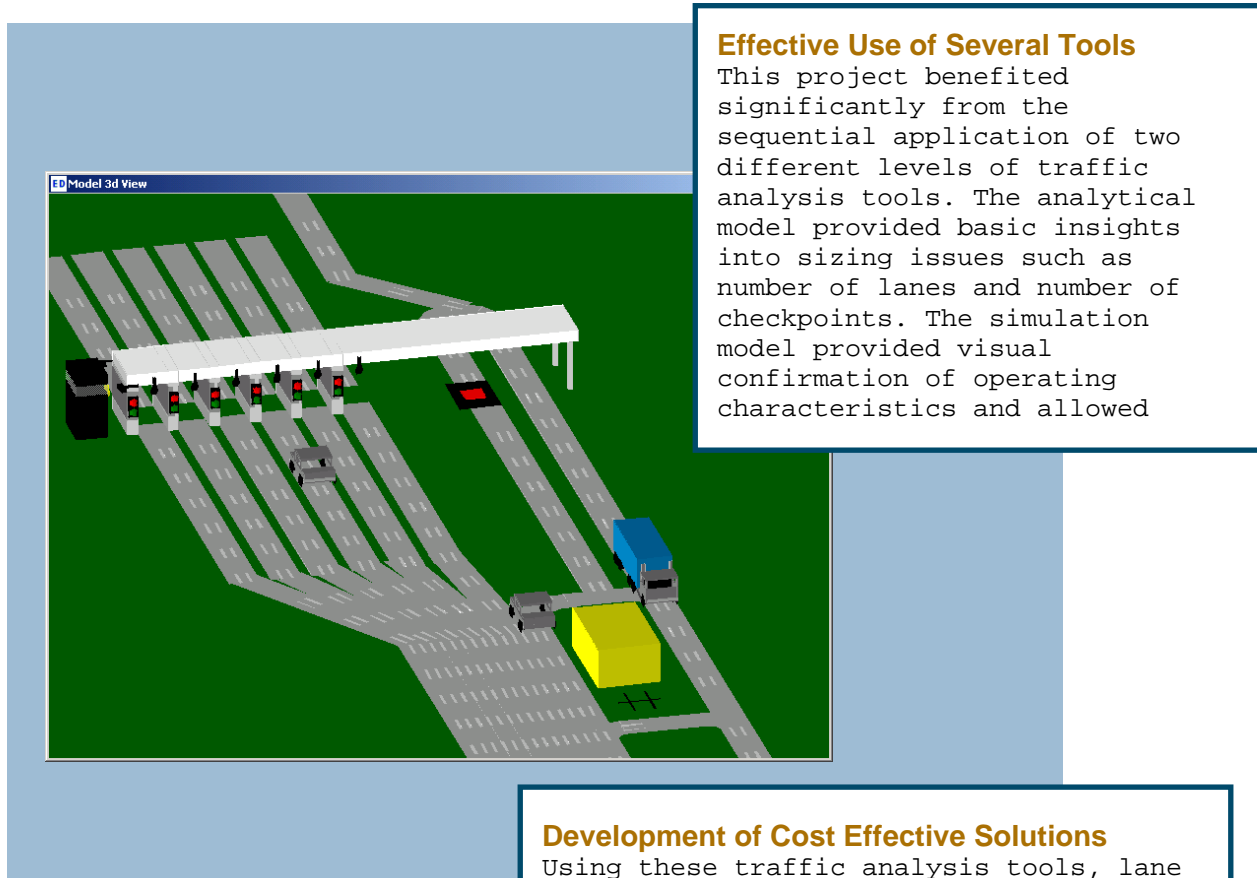 Effective Use of Several Tools
This project benefited
significantly from the
sequential application of two
different levels of traffic
analysis tools. The analytical
model provided basic insights
into sizing issues such as
number of lanes and number of
checkpoints. The simulation
model provided visual
confirmation of operating
characteristics and allowed
ED Model 3d View
Development of Cost Effective Solutions
Using these traffic analysis tools, lane